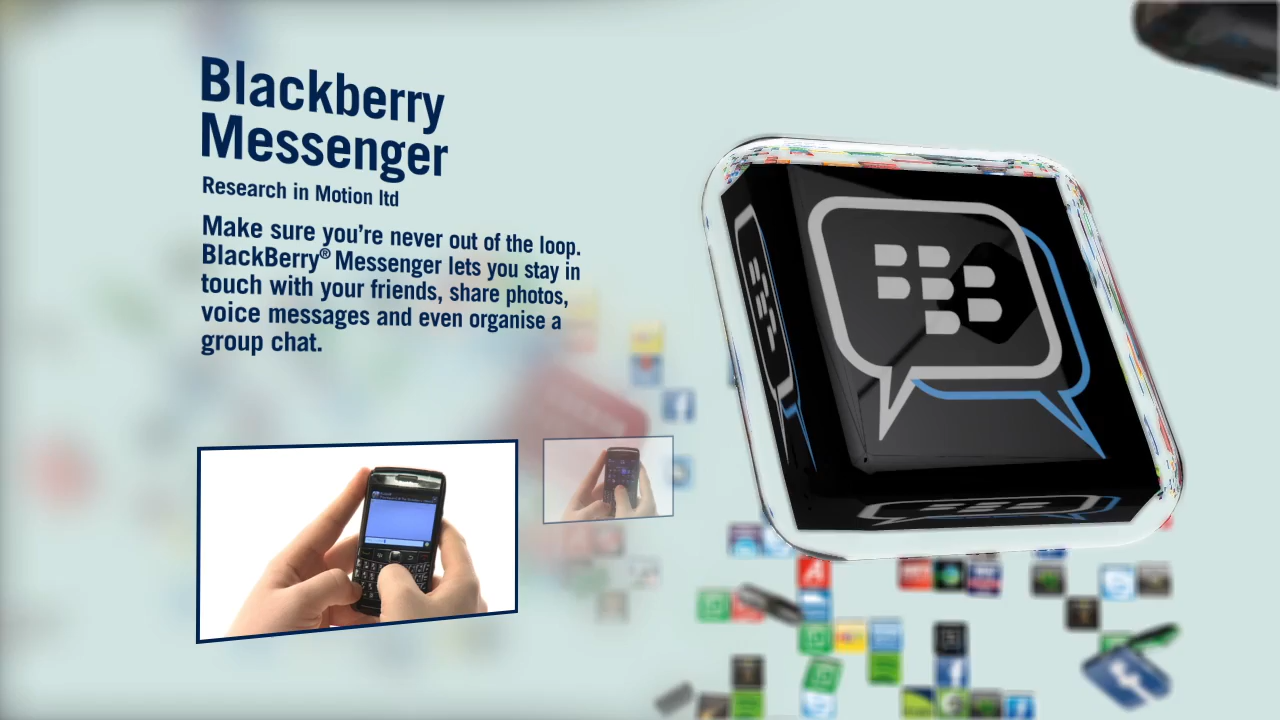 Blackberry
Messenger
Research in Motion ltd
Make sure you're never out of the loop.
BlackBerry® Messenger lets you stay in
touch with your friends, share photos,
voice messages and even organise a
group chat.